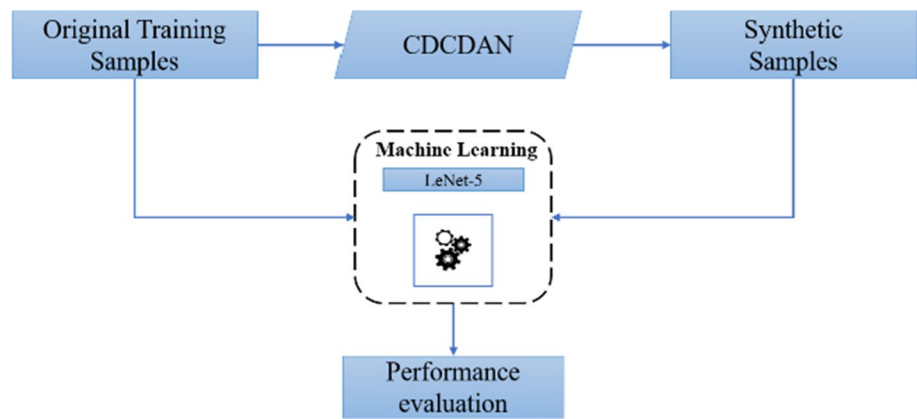 Original Training
Samples
CDCDAN
Synthetic
Samples
Machine Learning
LeNet-5
Performance
evaluation